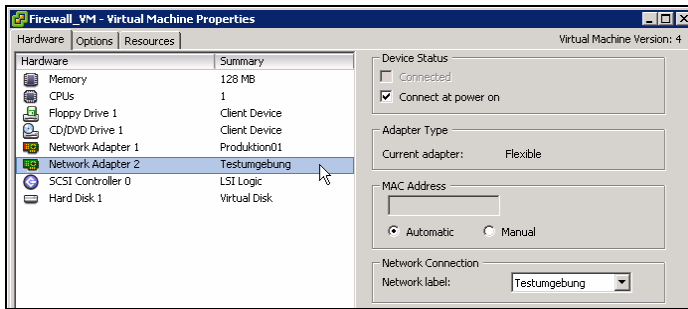 Firewall_VM - Virtual Machine Properties
Hardware Options Resources Virtual Machine Version: 4
Hardware Summary
Memory 128 MB
CPUs 1
Floppy Drive 1 Client Device
CD/DVD Drive 1 Client Device
Network Adapter 1 Produktion01
Network Adapter 2 Testumgebung
SCSI Controller 0 LSI Logic
Hard Disk 1 Virtual Disk
Device Status
Connected
Connect at power on
Adapter Type
Current adapter: Flexible
MAC Address
Automatic Manual
Network Connection
Network label: Testumgebung